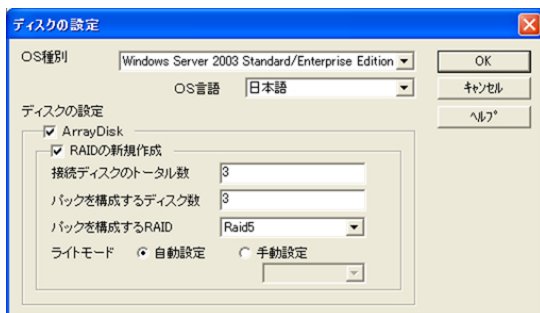 ディスクの設定
OS種別 Windows Server 2003 Standard/Enterprise Edition
OK
OS言語 日本語
キャンセル
ディスクの設定
ヘルプ
ArrayDisk
RAIDの新規作成
接続ディスクのトータル数 3
パックを構成するディスク数 3
パックを構成するRAID Raid5
ライトモード 自動設定 手動設定